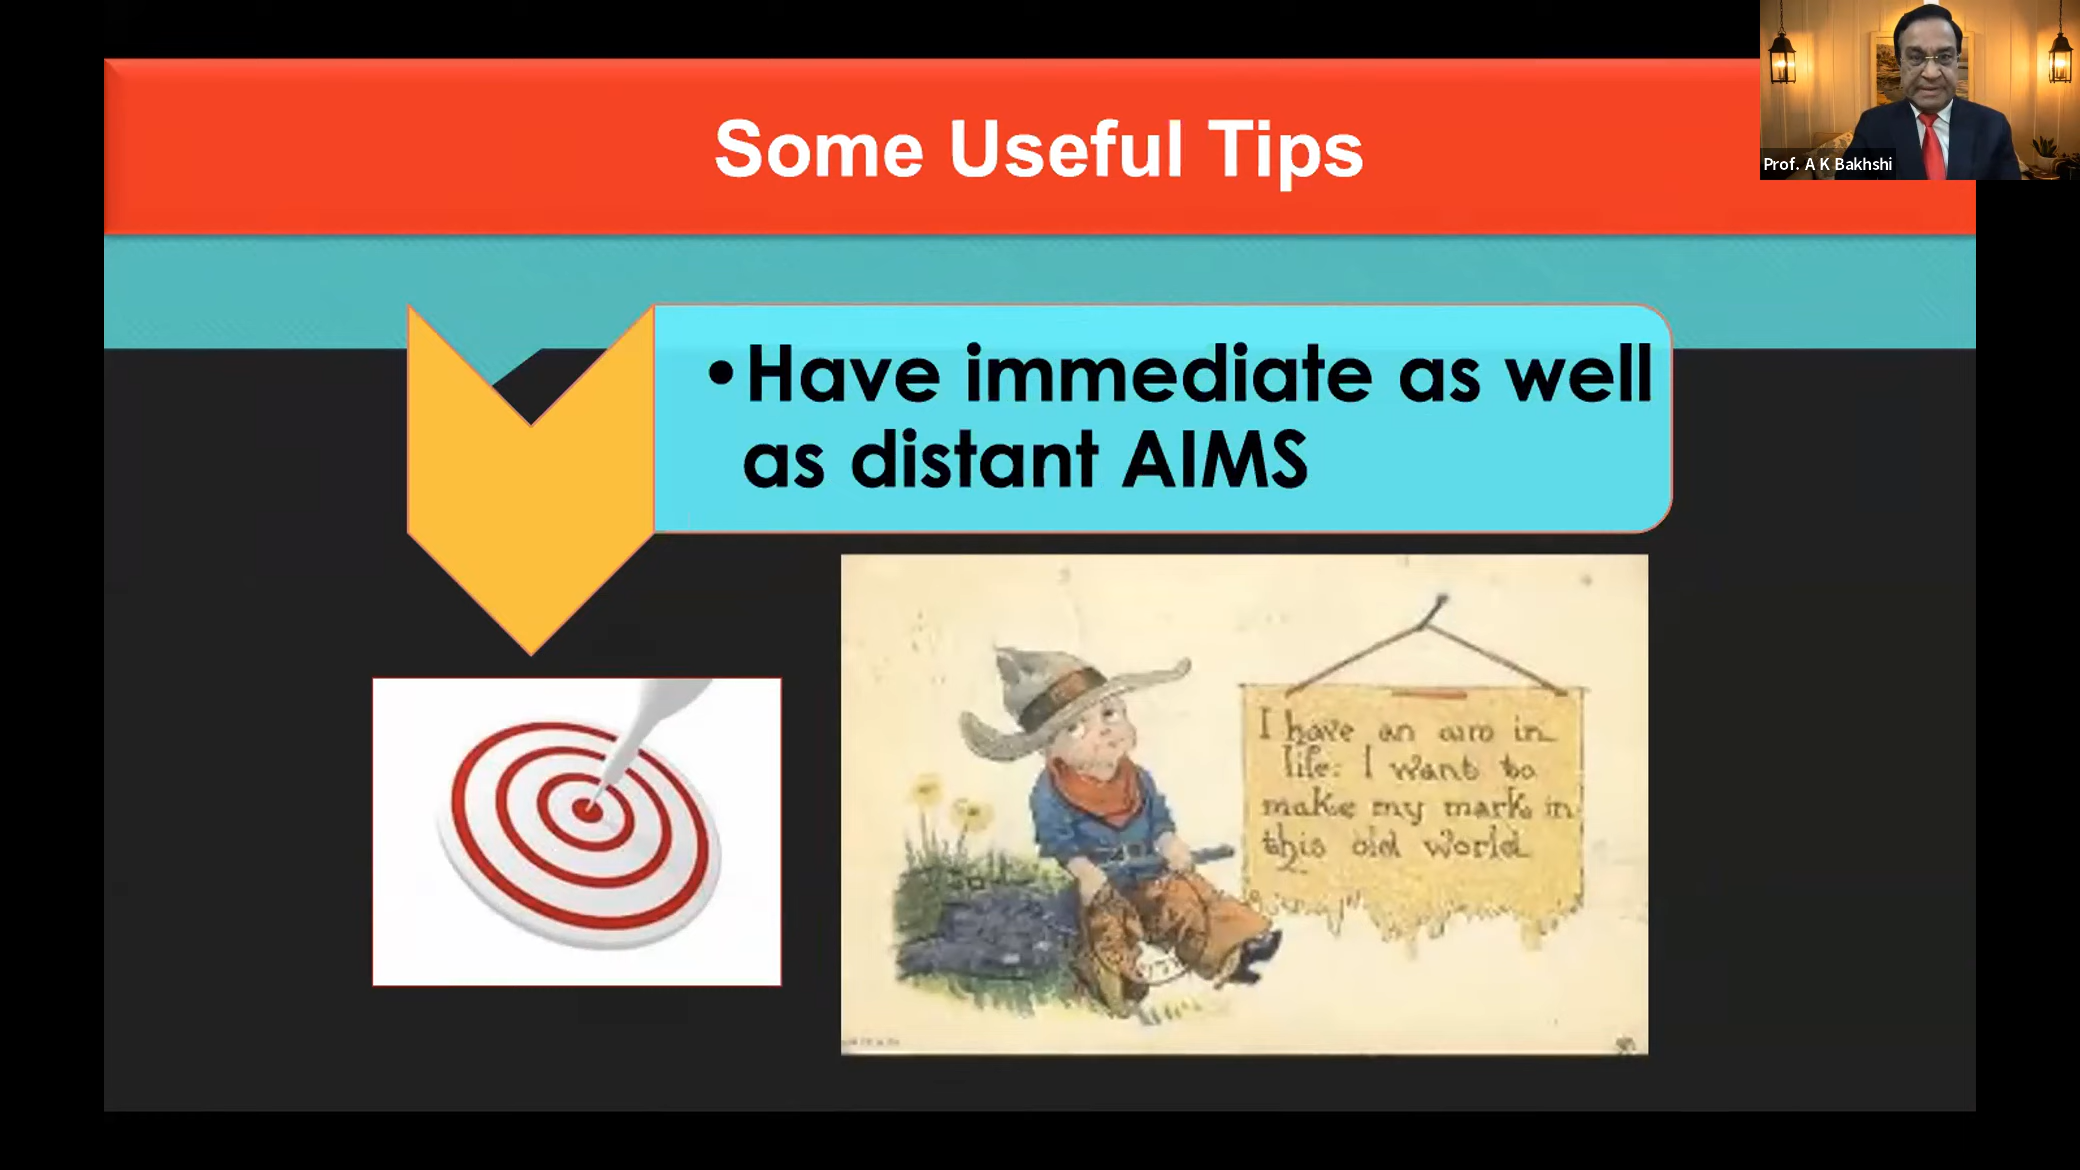 Some Useful Tips
Prof. A K Bakhshi
•Have immediate as well
as distant AIMS
I have an aim in
life: I want to
make my mark in
this old world